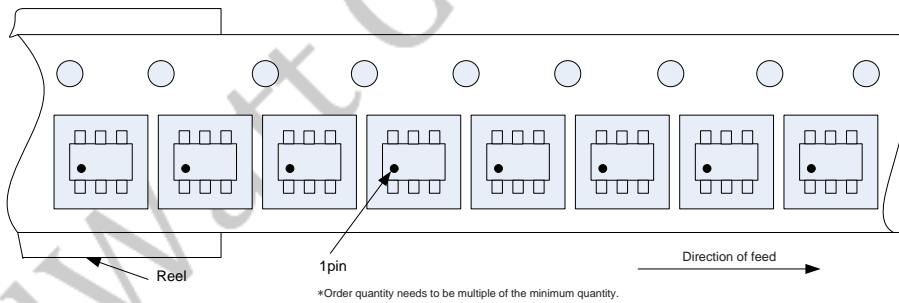 Reel
1pin
Direction of feed
*Order quantity needs to be multiple of the minimum quantity.